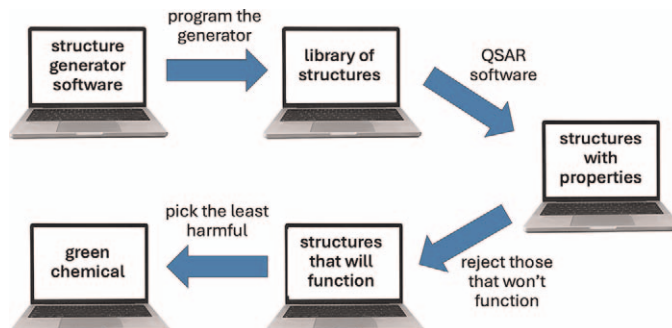 program the
generator
structure
generator
software
library of
structures
QSAR
software
structures
with
properties
reject those
that won't
function
structures
that will
function
pick the least
harmful
green
chemical